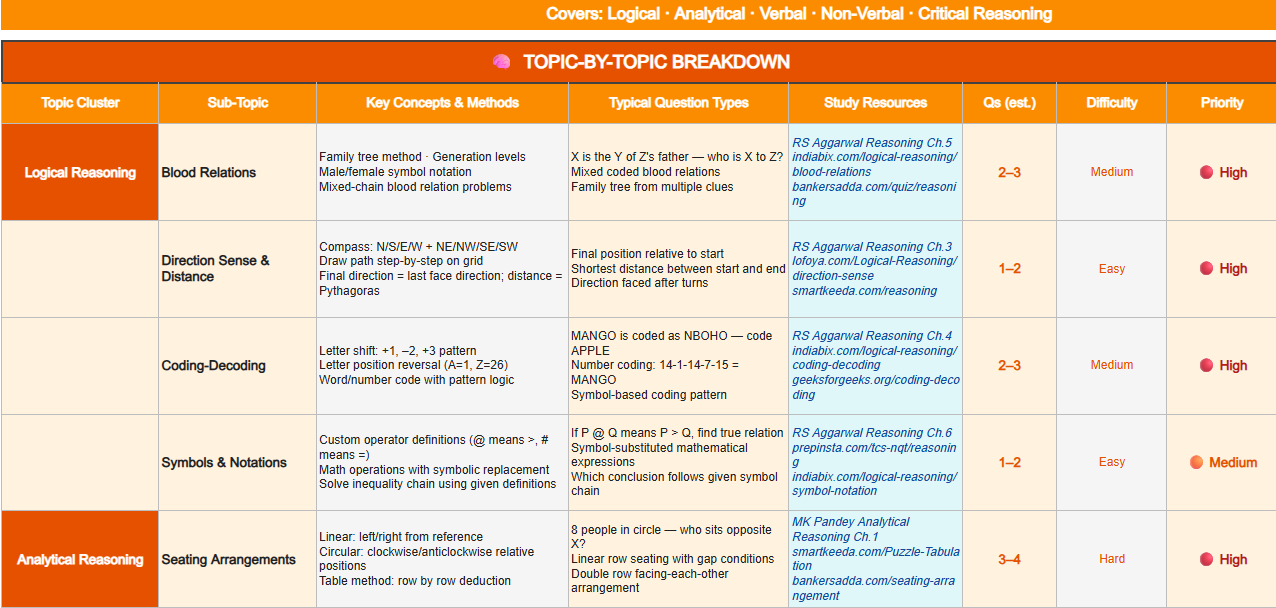 Covers: Logical · Analytical · Verbal · Non-Verbal · Critical Reasoning
TOPIC-BY-TOPIC BREAKDOWN
Topic Cluster
Sub-Topic
Key Concepts & Methods
Typical Question Types
Study Resources
Qs (est.)
Difficulty
Priority
Logical Reasoning
Blood Relations
Family tree method · Generation levels
Male/female symbol notation
Mixed-chain blood relation problems
X is the Y of Z's father — who is X to Z?
Mixed coded blood relations
Family tree from multiple clues
RS Aggarwal Reasoning Ch.5
indiabix.com/logical-reasoning/
blood-relations
bankersadda.com/quiz/reasoni
ng
2–3
Medium
High
Direction Sense &
Distance
Compass: N/S/E/W + NE/NW/SE/SW
Draw path step-by-step on grid
Final direction = last face direction; distance =
Pythagoras
Final position relative to start
Shortest distance between start and end
Direction faced after turns
RS Aggarwal Reasoning Ch.3
lofoya.com/Logical-Reasoning/
direction-sense
smartkeeda.com/reasoning
1–2
Easy
High
Coding-Decoding
Letter shift: +1, –2, +3 pattern
Letter position reversal (A=1, Z=26)
Word/number code with pattern logic
MANGO is coded as NBOHO — code
APPLE
Number coding: 14-1-14-7-15 =
MANGO
Symbol-based coding pattern
RS Aggarwal Reasoning Ch.4
indiabix.com/logical-reasoning/
coding-decoding
geeksforgeeks.org/coding-deco
ding
2–3
Medium
High
Symbols & Notations
Custom operator definitions (@ means >, #
means =)
Math operations with symbolic replacement
Solve inequality chain using given definitions
If P @ Q means P > Q, find true relation
Symbol-substituted mathematical
expressions
Which conclusion follows given symbol
chain
RS Aggarwal Reasoning Ch.6
prepinsta.com/tcs-nqt/reasonin
g
indiabix.com/logical-reasoning/
symbol-notation
1–2
Easy
Medium
Analytical Reasoning
Seating Arrangements
Linear: left/right from reference
Circular: clockwise/anticlockwise relative
positions
Table method: row by row deduction
8 people in circle — who sits opposite
X?
Linear row seating with gap conditions
Double row facing-each-other
arrangement
MK Pandey Analytical
Reasoning Ch.1
smartkeeda.com/Puzzle-Tabula
tion
bankersadda.com/seating-arra
ngement
3–4
Hard
High